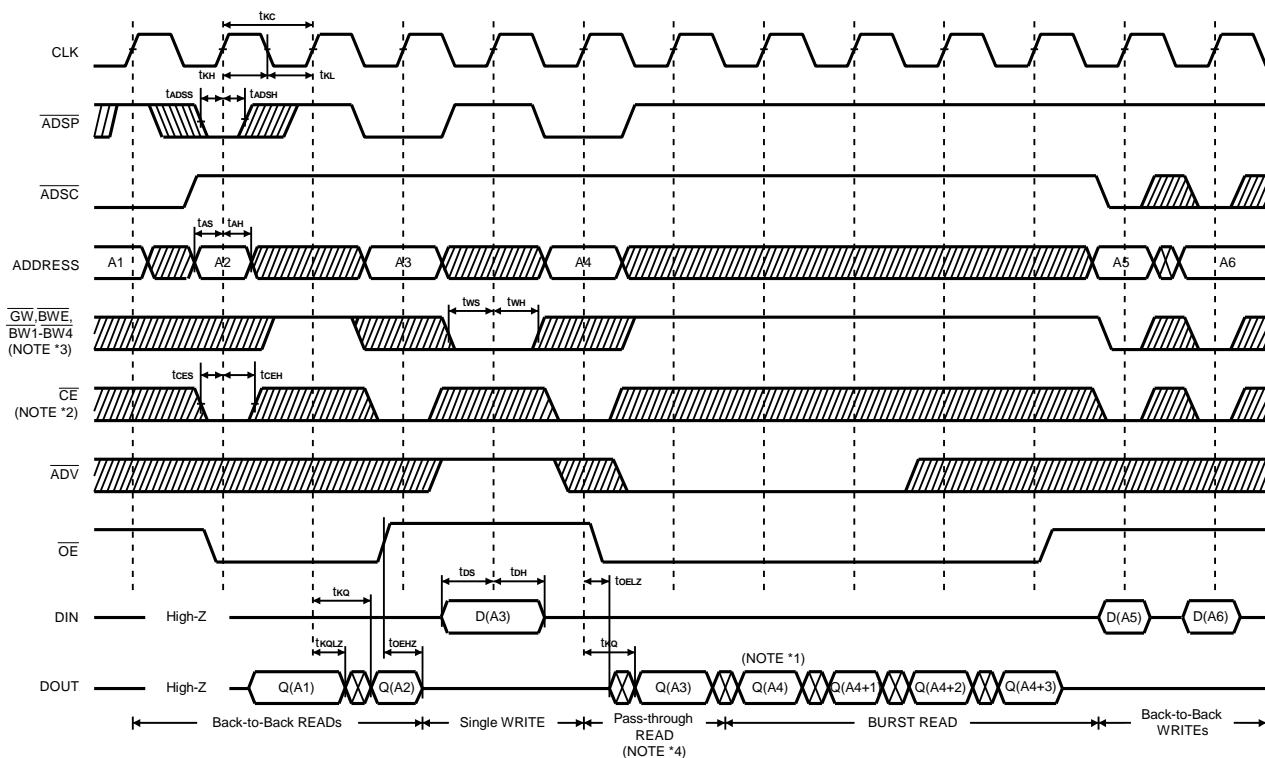 tKC
CLK
tKH
tKL
tADSS
tADSH
ADSP
ADSC
tAS
tAH
ADDRESS
A1
A2
A3
A4
A5
A6
GW,BWE,
BW1-BW4
(NOTE *3)
tWS
tWH
tCES
tCEH
CE
(NOTE *2)
ADV
OE
tDS
tDH
tOELZ
tKQ
DIN
High-Z
D(A3)
D(A5)
D(A6)
tKQLZ
tOEHZ
tKQ
(NOTE *1)
DOUT
High-Z
Q(A1)
Q(A2)
Q(A3)
Q(A4)
Q(A4+1)
Q(A4+2)
Q(A4+3)
Back-to-Back READs
Single WRITE
Pass-through
READ
(NOTE *4)
BURST READ
Back-to-Back
WRITEs